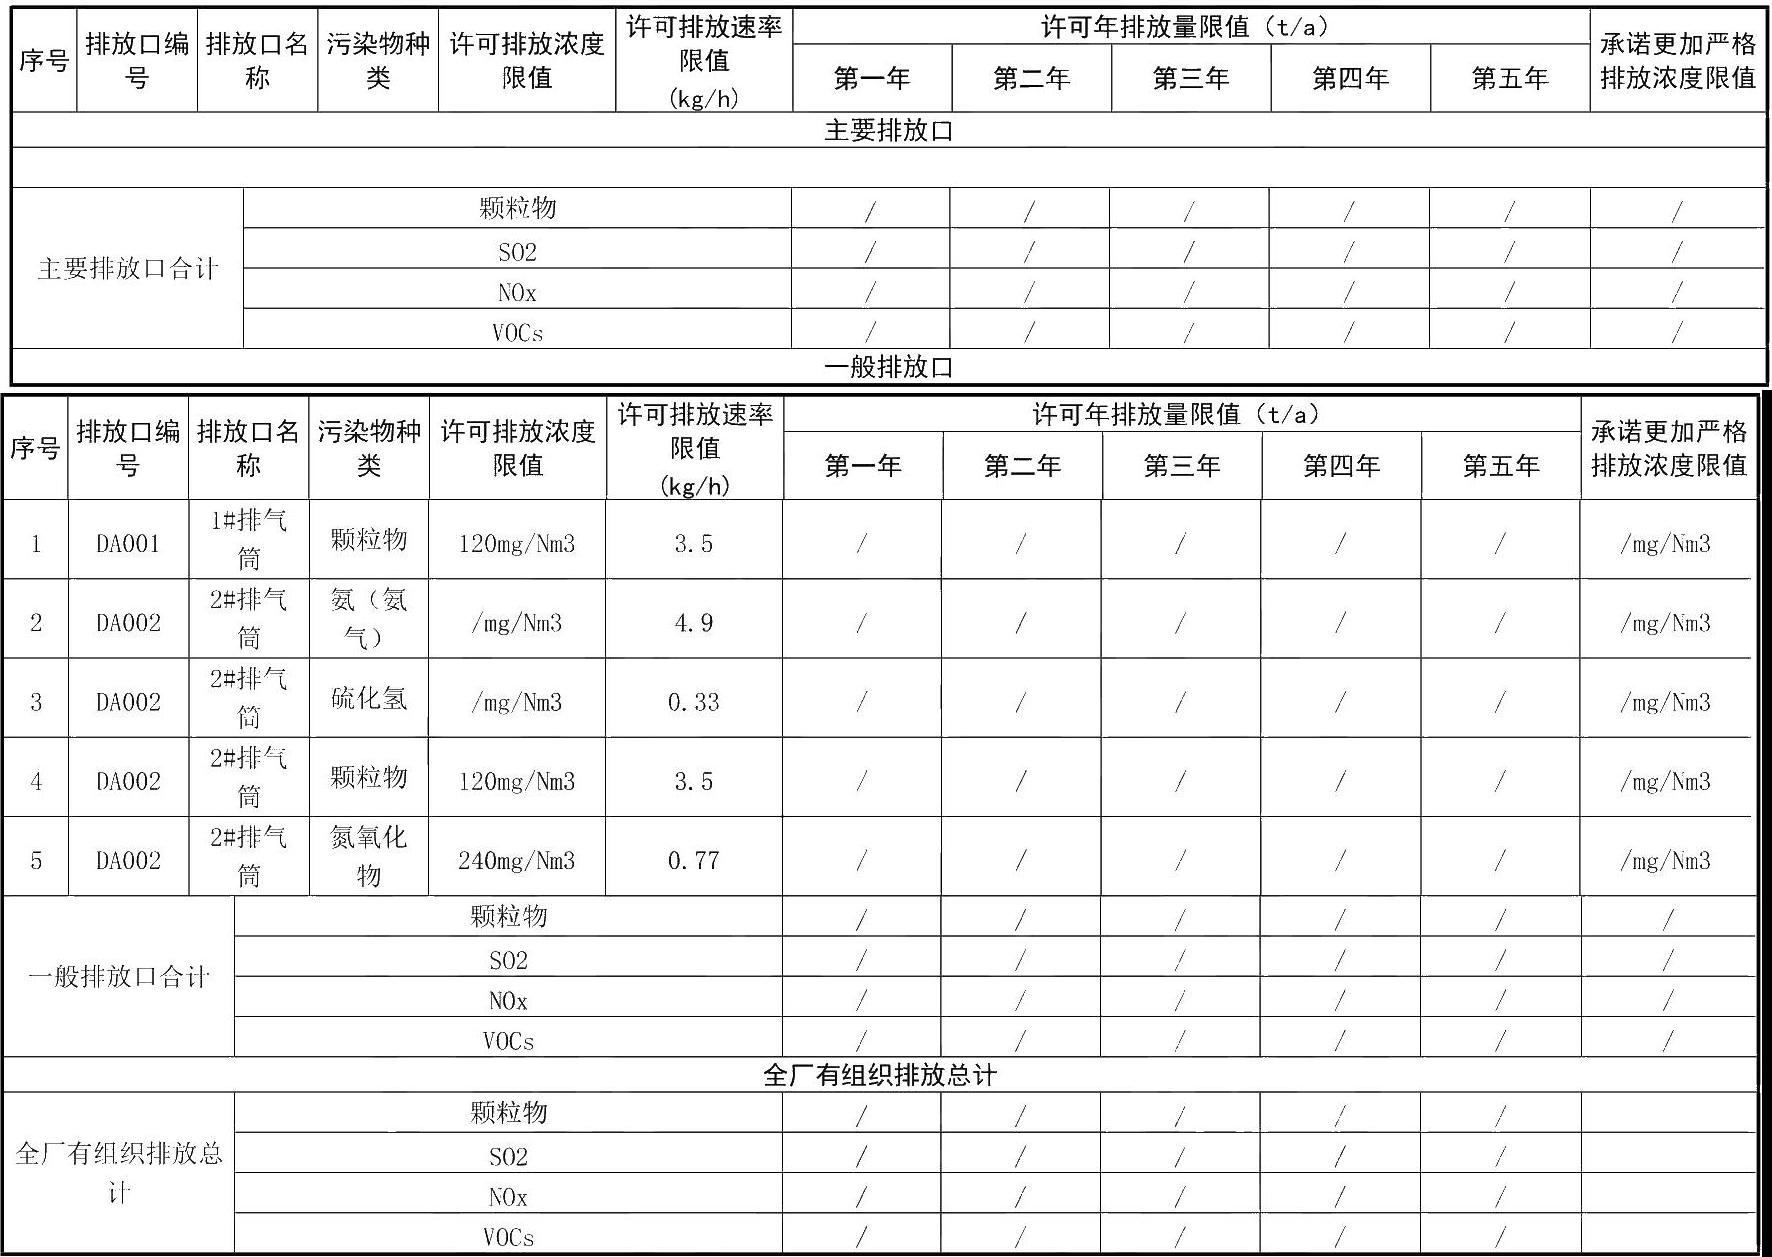 序号 排放口编号 排放口名称 污染物种类 许可排放浓度限值 许可排放速率限值(kg/h) 许可年排放量限值（t/a） 承诺更加严格排放浓度限值
第一年 第二年 第三年 第四年 第五年
主要排放口
主要排放口合计
颗粒物 / / / / / /
SO2 / / / / / /
NOx / / / / / /
VOCs / / / / / /
一般排放口
序号 排放口编号 排放口名称 污染物种类 许可排放浓度限值 许可排放速率限值(kg/h) 许可年排放量限值（t/a） 承诺更加严格排放浓度限值
第一年 第二年 第三年 第四年 第五年
1 DA001 1#排气筒 颗粒物 120mg/Nm3 3.5 / / / / / /mg/Nm3
2 DA002 2#排气筒 氨（氨气） /mg/Nm3 4.9 / / / / / /mg/Nm3
3 DA002 2#排气筒 硫化氢 /mg/Nm3 0.33 / / / / / /mg/Nm3
4 DA002 2#排气筒 颗粒物 120mg/Nm3 3.5 / / / / / /mg/Nm3
5 DA002 2#排气筒 氮氧化物 240mg/Nm3 0.77 / / / / / /mg/Nm3
一般排放口合计
颗粒物 / / / / / /
SO2 / / / / / /
NOx / / / / / /
VOCs / / / / / /
全厂有组织排放总计
全厂有组织排放总计
颗粒物 / / / / /
SO2 / / / / /
NOx / / / / /
VOCs / / / / /